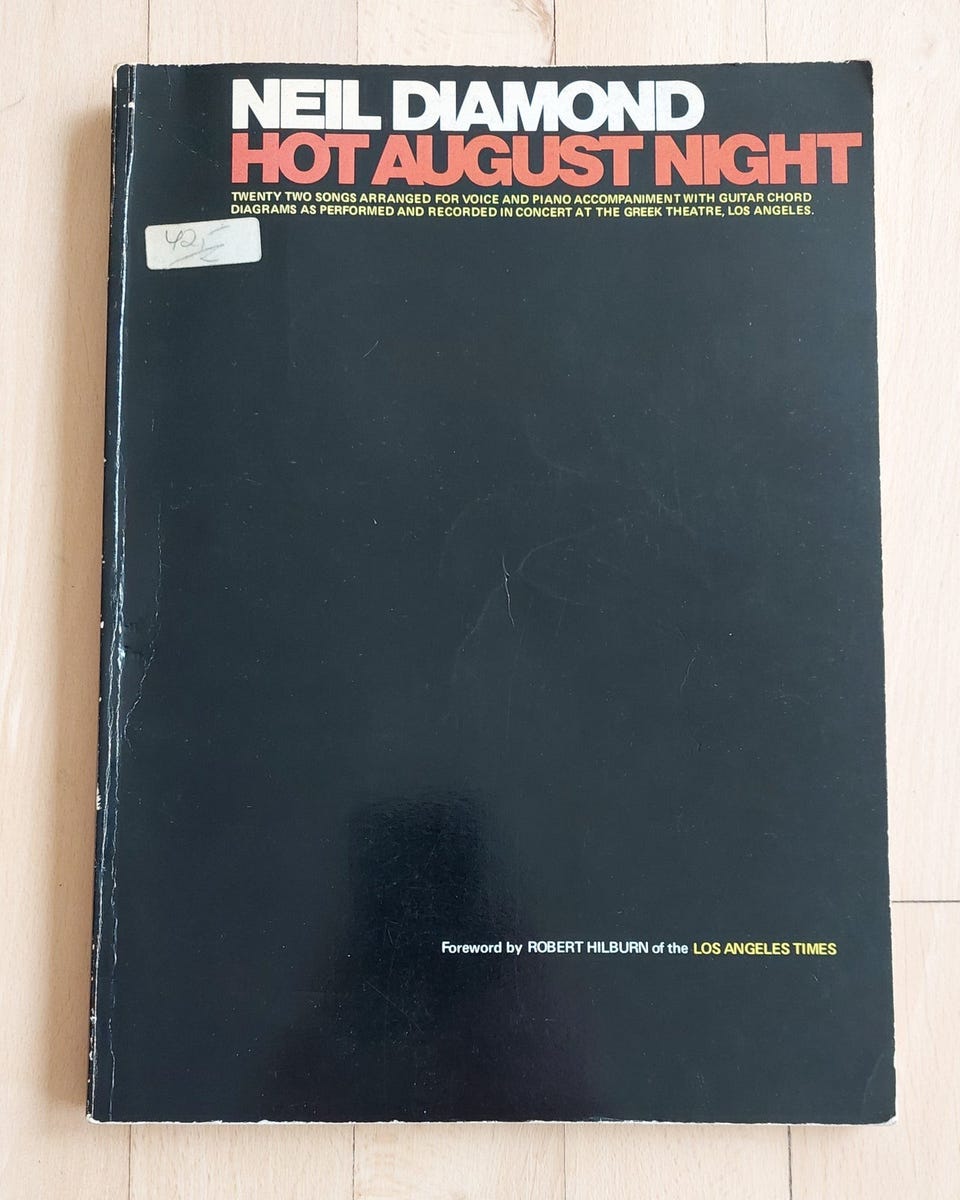 NEIL DIAMOND
HOT AUGUST NIGHT
TWENTY TWO SONGS ARRANGED FOR VOICE AND PIANO ACCOMPANIMENT WITH GUITAR CHORD
DIAGRAMS AS PERFORMED AND RECORDED IN CONCERT AT THE GREEK THEATRE, LOS ANGELES.
42,-
Foreword by ROBERT HILBURN of the LOS ANGELES TIMES